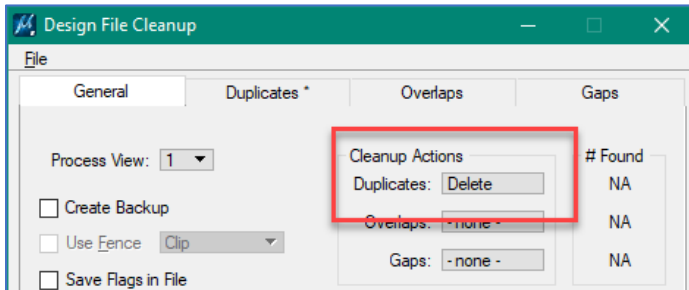 Design File Cleanup
File
General Duplicates * Overlaps Gaps
Process View: 1
Cleanup Actions
# Found
Duplicates: Delete
NA
Create Backup
Overlaps: - none -
NA
Use Fence Clip
Gaps: - none -
NA
Save Flags in File